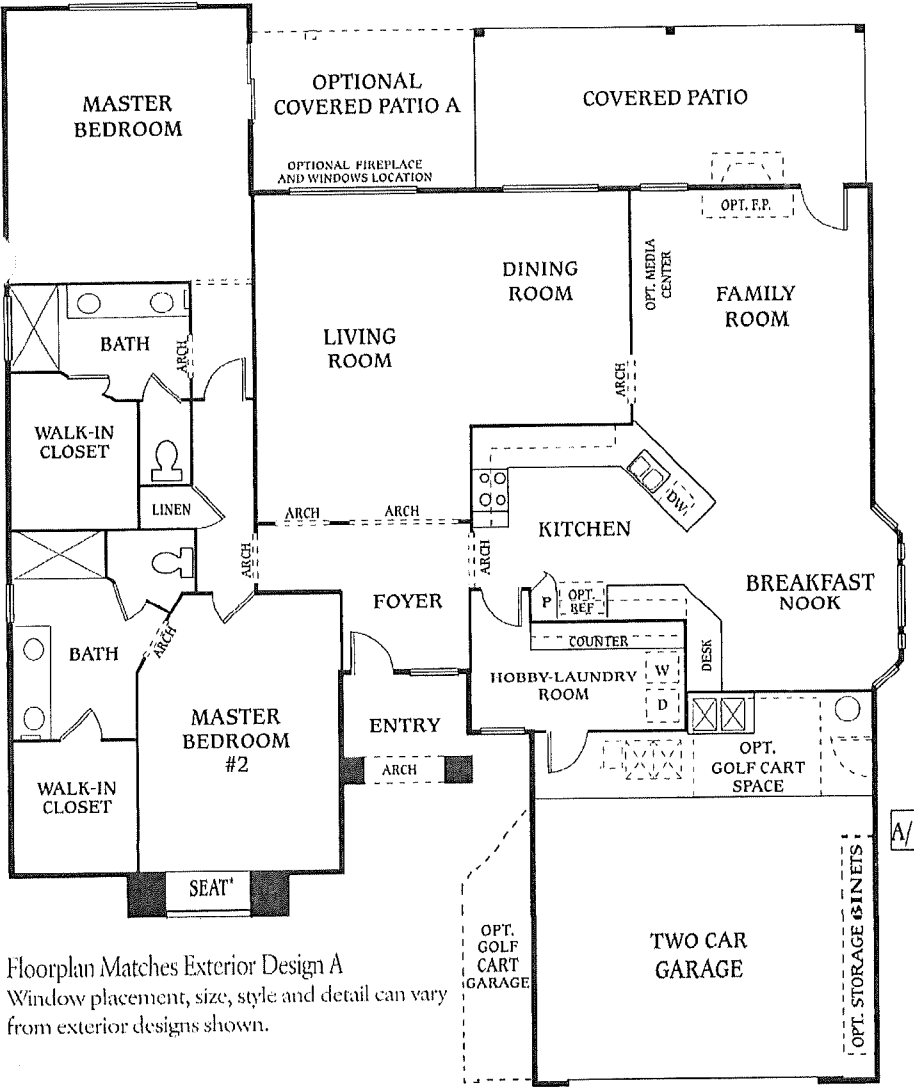 MASTER
BEDROOM
OPTIONAL
COVERED PATIO A
COVERED PATIO
OPTIONAL FIREPLACE
AND WINDOWS LOCATION
OPT. F.P.
OPT. MEDIA
CENTER
DINING
ROOM
FAMILY
ROOM
LIVING
ROOM
BATH
ARCH
ARCH
WALK-IN
CLOSET
LINEN
ARCH
ARCH
DW.
KITCHEN
ARCH
ARCH
P
OPT.
REF
BREAKFAST
NOOK
FOYER
COUNTER
DESK
BATH
ARCH
HOBBY-LAUNDRY
ROOM
W
D
MASTER
BEDROOM
#2
ENTRY
ARCH
OPT.
GOLF CART
SPACE
WALK-IN
CLOSET
A/
SEAT*
OPT.
GOLF
CART
GARAGE
TWO CAR
GARAGE
OPT. STORAGE BINETS
Floorplan Matches Exterior Design A
Window placement, size, style and detail can vary
from exterior designs shown.